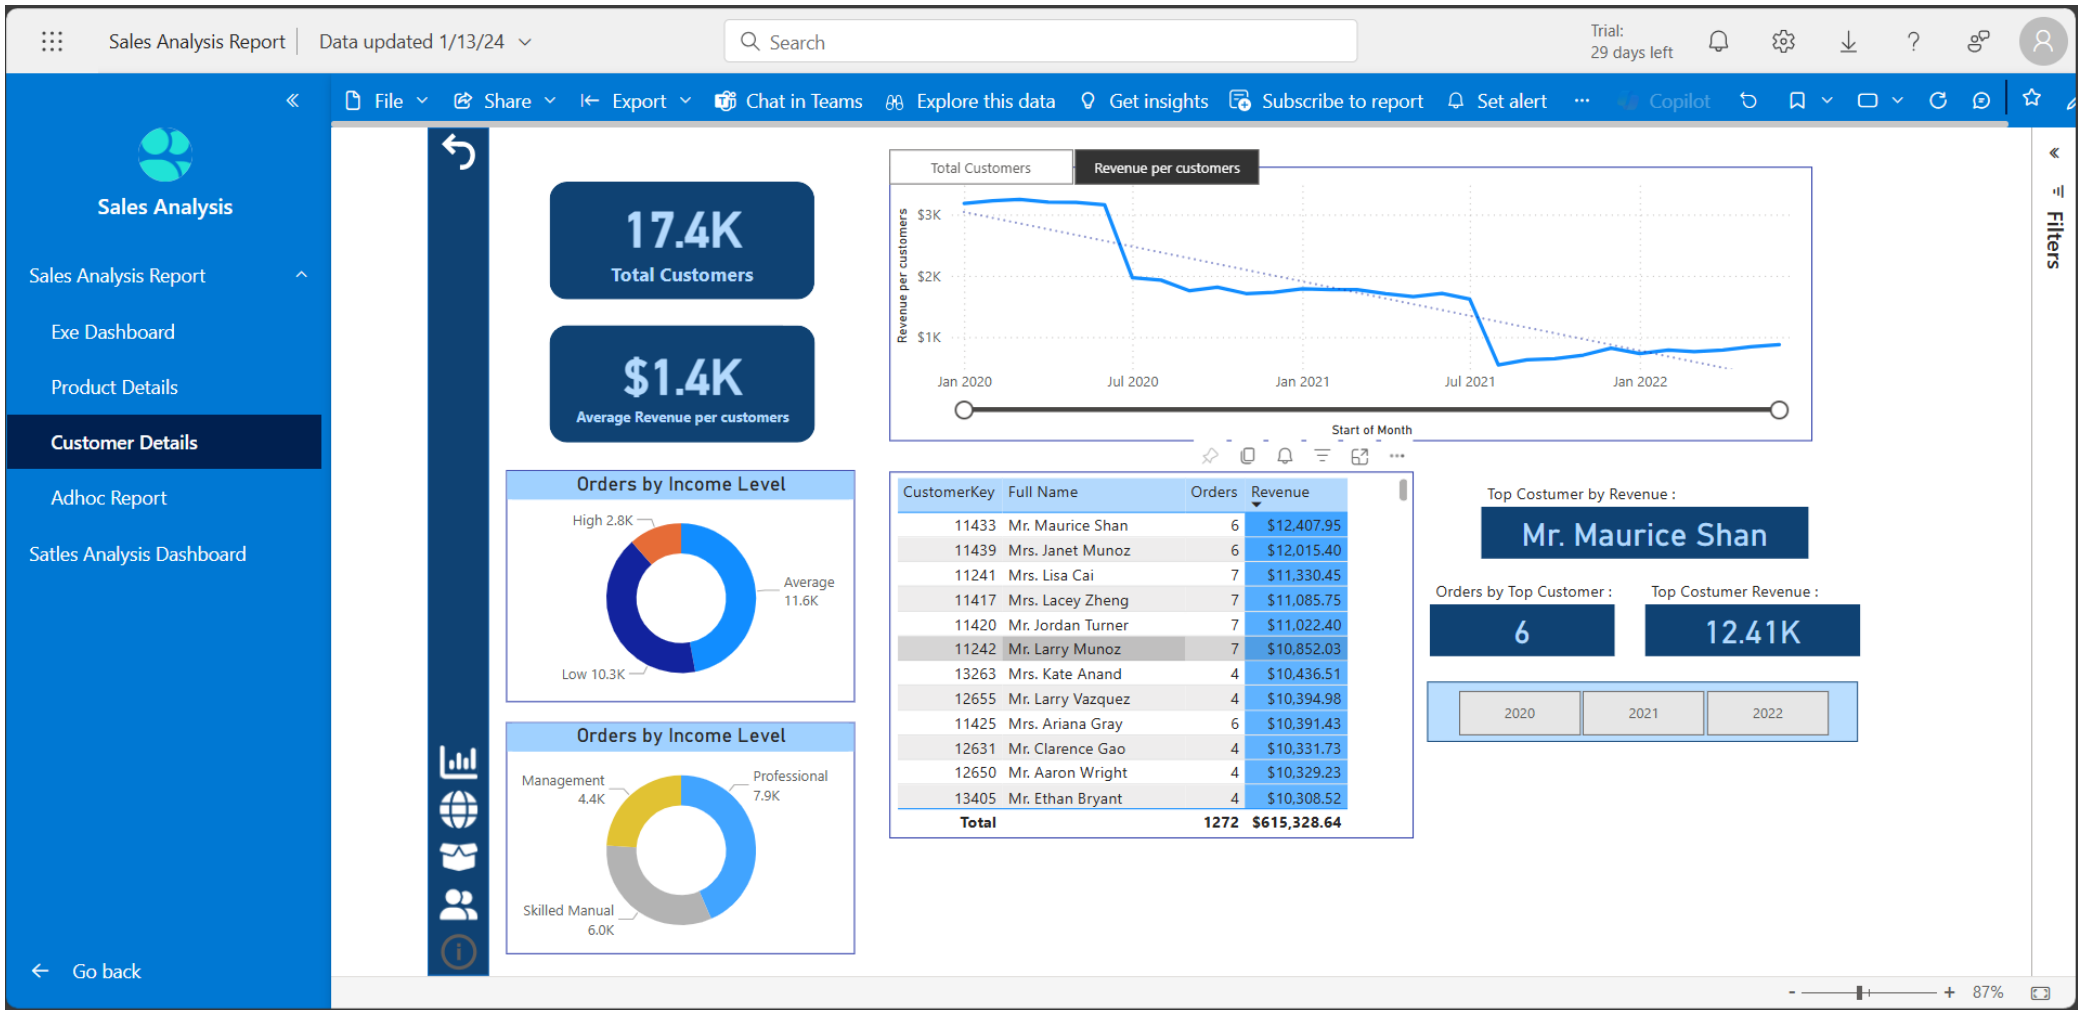 Sales Analysis Report
Data updated 1/13/24
Search
Trial:
29 days left
File
Share
Export
Chat in Teams
Explore this data
Get insights
Subscribe to report
Set alert
Copilot
Sales Analysis
Sales Analysis Report
Exe Dashboard
Product Details
Customer Details
Adhoc Report
Satles Analysis Dashboard
Go back
17.4K
Total Customers
$1.4K
Average Revenue per customers
Total Customers
Revenue per customers
Revenue per customers
$3K
$2K
$1K
Jan 2020 Jul 2020 Jan 2021 Jul 2021 Jan 2022
Start of Month
Orders by Income Level
High 2.8K
Average
11.6K
Low 10.3K
Orders by Income Level
Management
4.4K
Professional
7.9K
Skilled Manual
6.0K
CustomerKey Full Name Orders Revenue
11433 Mr. Maurice Shan 6 $12,407.95
11439 Mrs. Janet Munoz 6 $12,015.40
11241 Mrs. Lisa Cai 7 $11,330.45
11417 Mrs. Lacey Zheng 7 $11,085.75
11420 Mr. Jordan Turner 7 $11,022.40
11242 Mr. Larry Munoz 7 $10,852.03
13263 Mrs. Kate Anand 4 $10,436.51
12655 Mr. Larry Vazquez 4 $10,394.98
11425 Mrs. Ariana Gray 6 $10,391.43
12631 Mr. Clarence Gao 4 $10,331.73
12650 Mr. Aaron Wright 4 $10,329.23
13405 Mr. Ethan Bryant 4 $10,308.52
Total 1272 $615,328.64
Top Costumer by Revenue :
Mr. Maurice Shan
Orders by Top Customer :
6
Top Costumer Revenue :
12.41K
2020 2021 2022
Filters
- + 87%